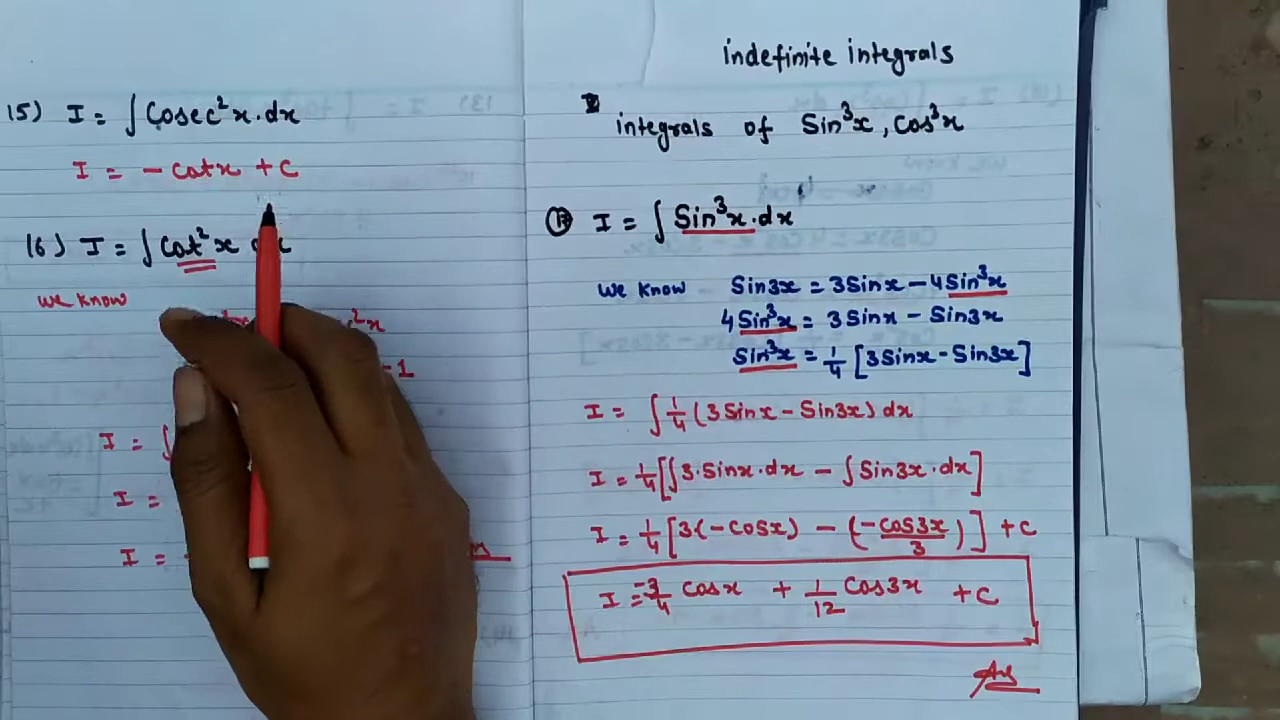 15) I = ∫ Cosec²x.dx
I = - cotx + c
16) I = ∫ Cot²x
we know
-1
I = ∫
I =
I =
indefinite integrals
integrals of Sin³x, Cos³x
17 I = ∫ Sin³x.dx
we know Sin3x = 3Sinx - 4Sin³x
4Sin³x = 3Sinx - Sin3x
Sin³x = 1/4 [3Sinx - Sin3x]
I = ∫ 1/4 (3Sinx - Sin3x) dx
I = 1/4 [∫ 3.Sinx.dx - ∫ Sin3x.dx]
I = 1/4 [3(-cosx) - (-cos3x/3)] + c
I = -3/4 cosx + 1/12 Cos3x + c
Ans